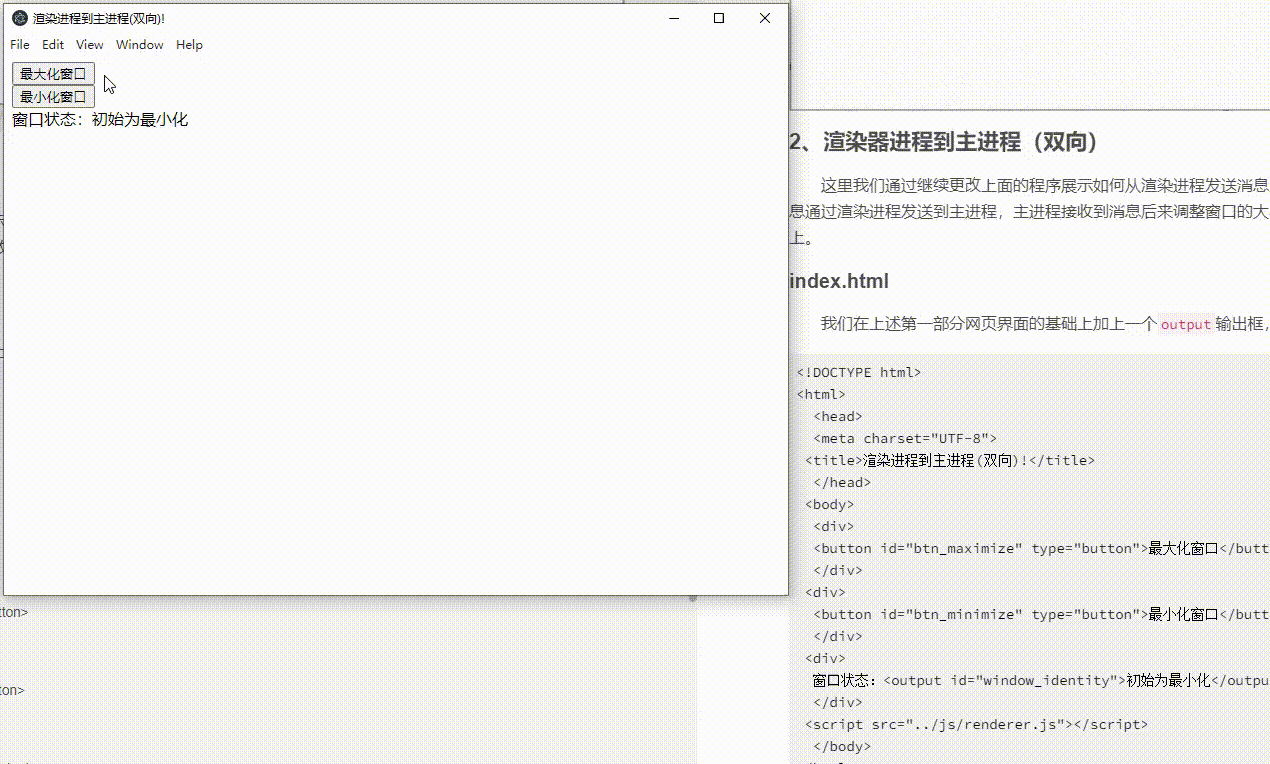 渲染进程到主进程(双向)!
File Edit View Window Help
最大化窗口
最小化窗口
窗口状态：初始为最小化
2、渲染器进程到主进程（双向）
这里我们通过继续更改上面的程序展示如何从渲染进程发送消息
息通过渲染进程发送到主进程，主进程接收到消息后来调整窗口的大
上。
index.html
我们在上述第一部分网页界面的基础上加上一个output输出框，
<!DOCTYPE html>
<html>
<head>
<meta charset="UTF-8">
<title>渲染进程到主进程(双向)!</title>
</head>
<body>
<div>
<button id="btn_maximize" type="button">最大化窗口</butt
</div>
<div>
<button id="btn_minimize" type="button">最小化窗口</butt
</div>
<div>
窗口状态：<output id="window_identity">初始为最小化</outpu
</div>
<script src="../js/renderer.js"></script>
</body>
tton>
ton>